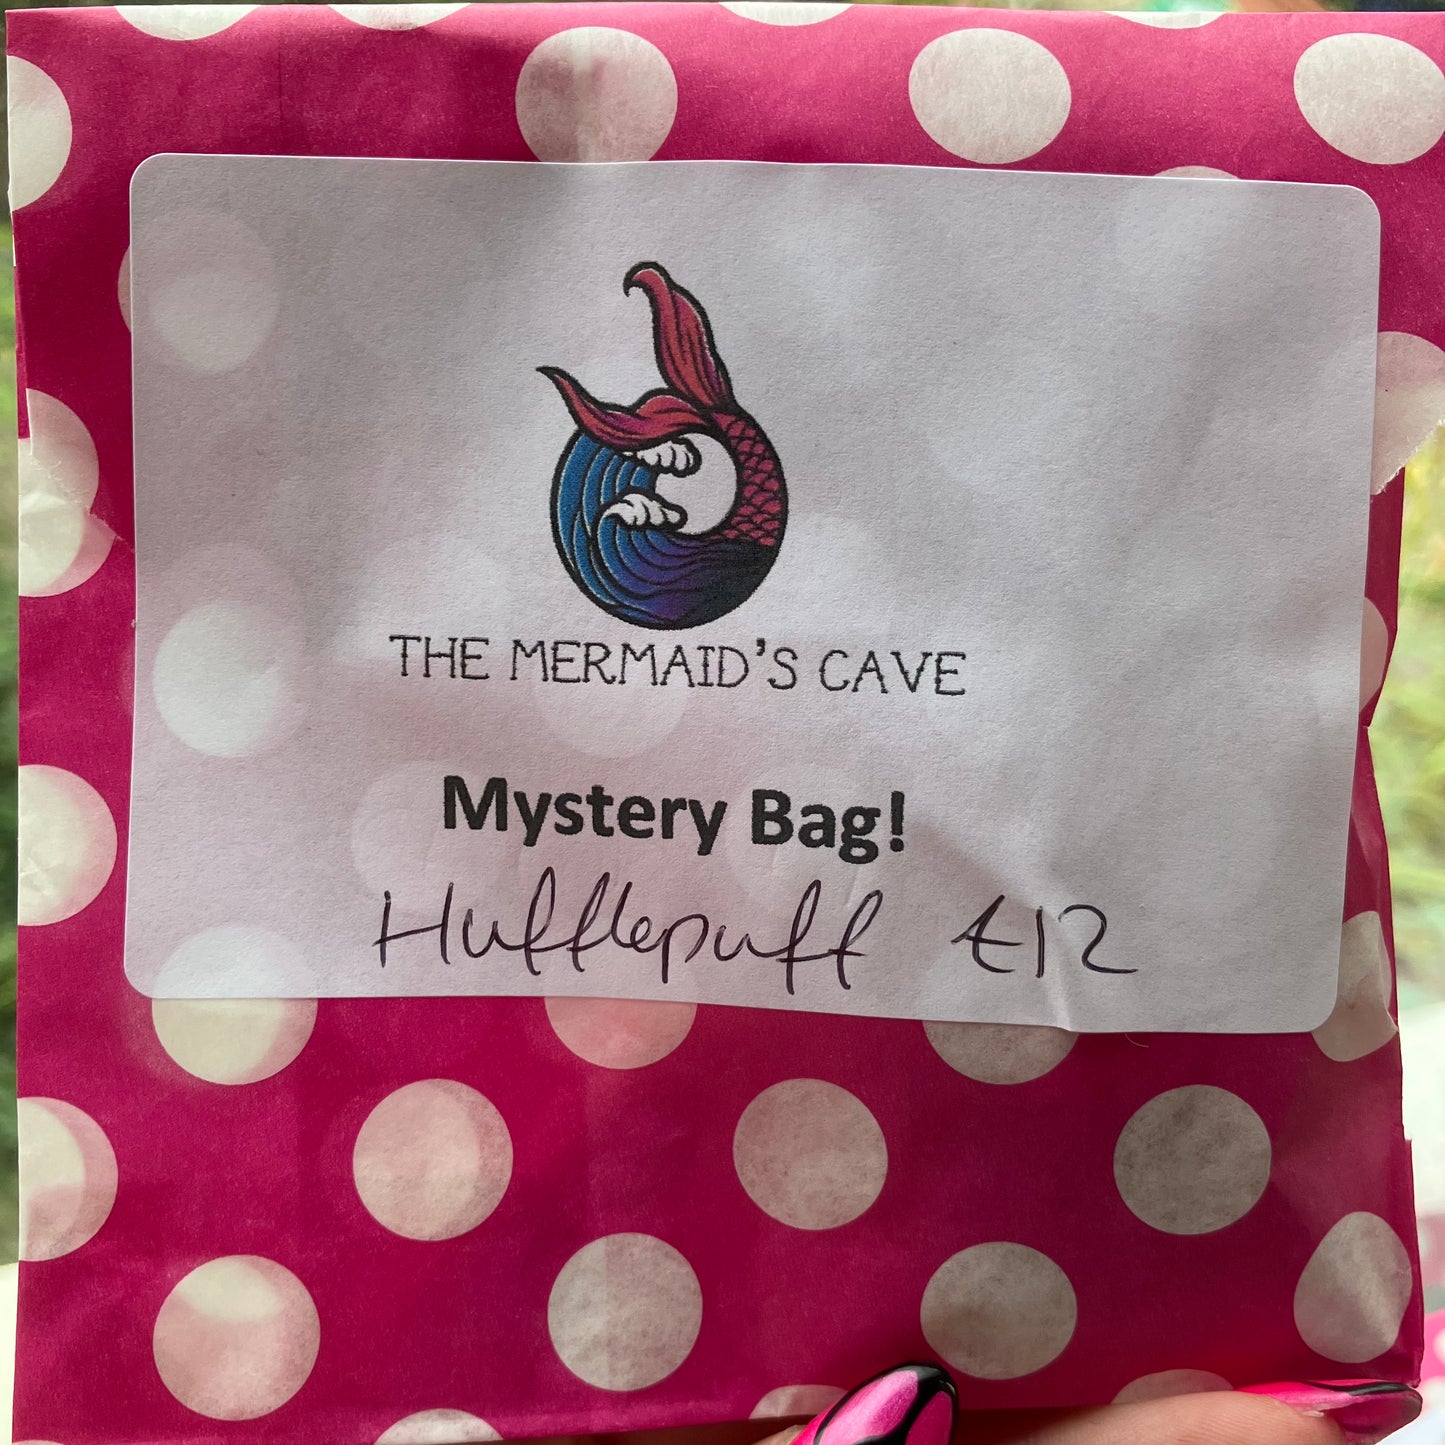 THE MERMAID'S CAVE
Mystery Bag!
Hufflepuff £12